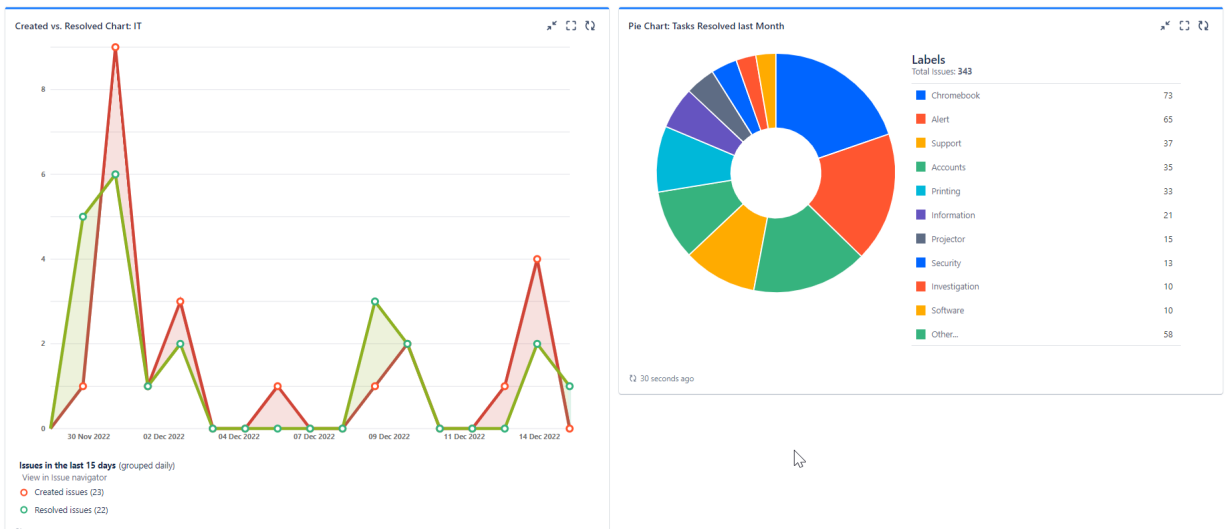 Created vs. Resolved Chart: IT
8
6
4
2
0
30 Nov 2022
02 Dec 2022
04 Dec 2022
07 Dec 2022
09 Dec 2022
11 Dec 2022
14 Dec 2022
Issues in the last 15 days (grouped daily)
View in Issue navigator
Created issues (23)
Resolved issues (22)
Pie Chart: Tasks Resolved last Month
Labels
Total Issues: 343
Chromebook 73
Alert 65
Support 37
Accounts 35
Printing 33
Information 21
Projector 15
Security 13
Investigation 10
Software 10
Other... 58
30 seconds ago